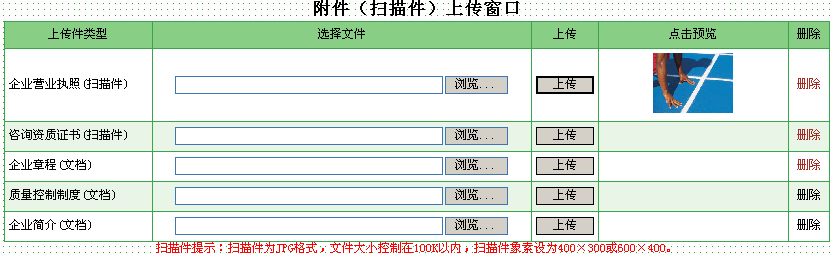 附件（扫描件）上传窗口
上传件类型 选择文件 上传 点击预览 删除
企业营业执照(扫描件) 浏览... 上传 删除
咨询资质证书(扫描件) 浏览... 上传 删除
企业章程(文档) 浏览... 上传 删除
质量控制制度(文档) 浏览... 上传 删除
企业简介(文档) 浏览... 上传 删除
扫描件提示：扫描件为JPG格式，文件大小控制在100K以内，扫描件象素设为400×300或600×400。